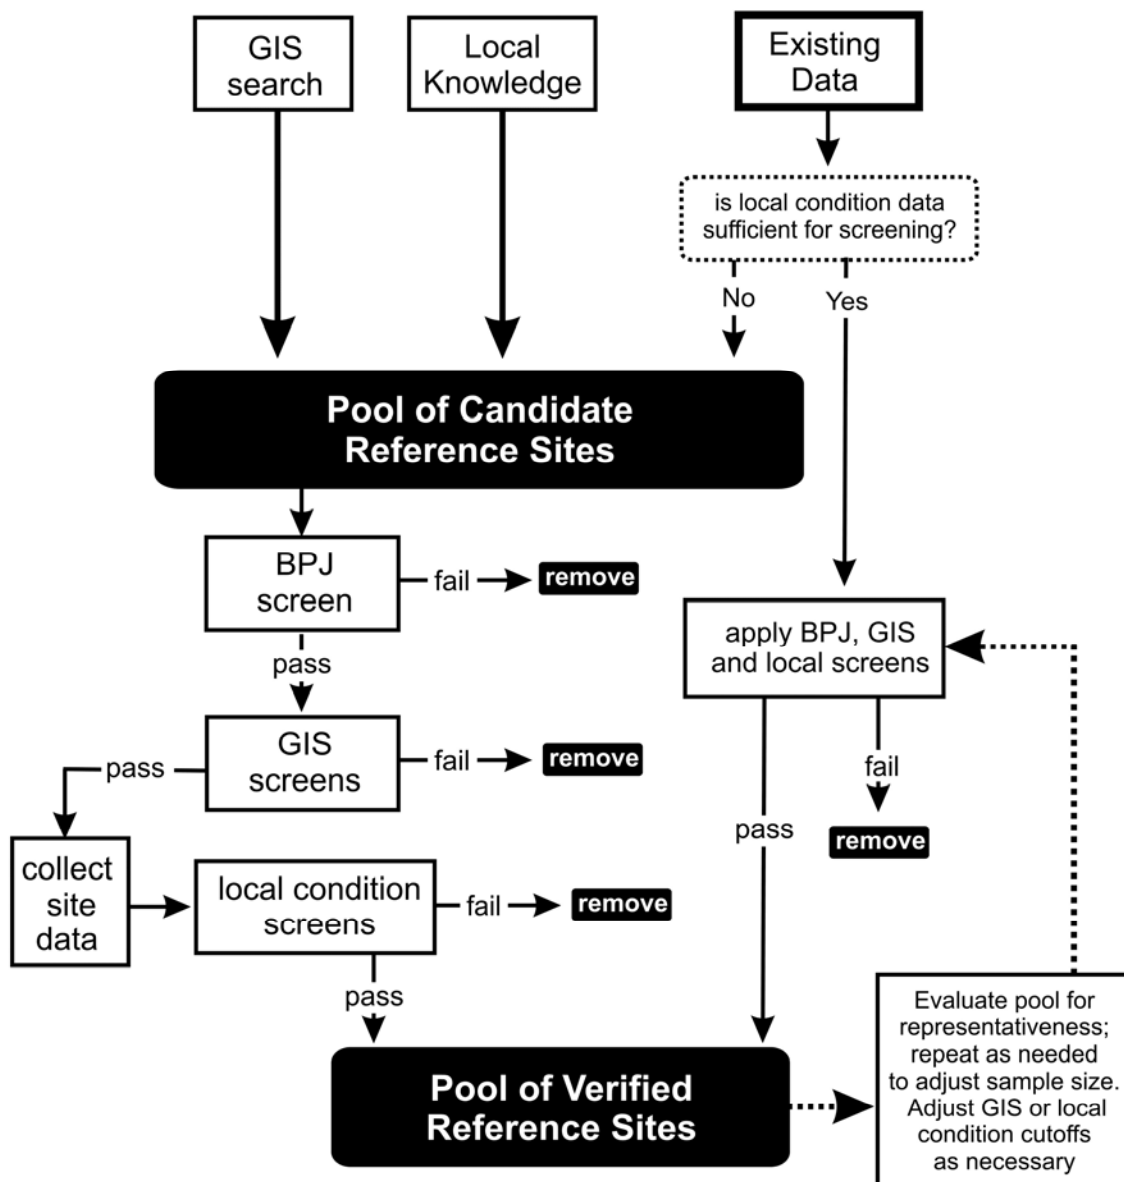 GIS
search
Local
Knowledge
Existing
Data
is local condition data
sufficient for screening?
No
Yes
Pool of Candidate
Reference Sites
BPJ
screen
fail
remove
pass
GIS
screens
fail
remove
pass
collect
site
data
local condition
screens
fail
remove
pass
apply BPJ, GIS
and local screens
fail
remove
pass
Pool of Verified
Reference Sites
Evaluate pool for
representativeness;
repeat as needed
to adjust sample size.
Adjust GIS or local
condition cutoffs
as necessary